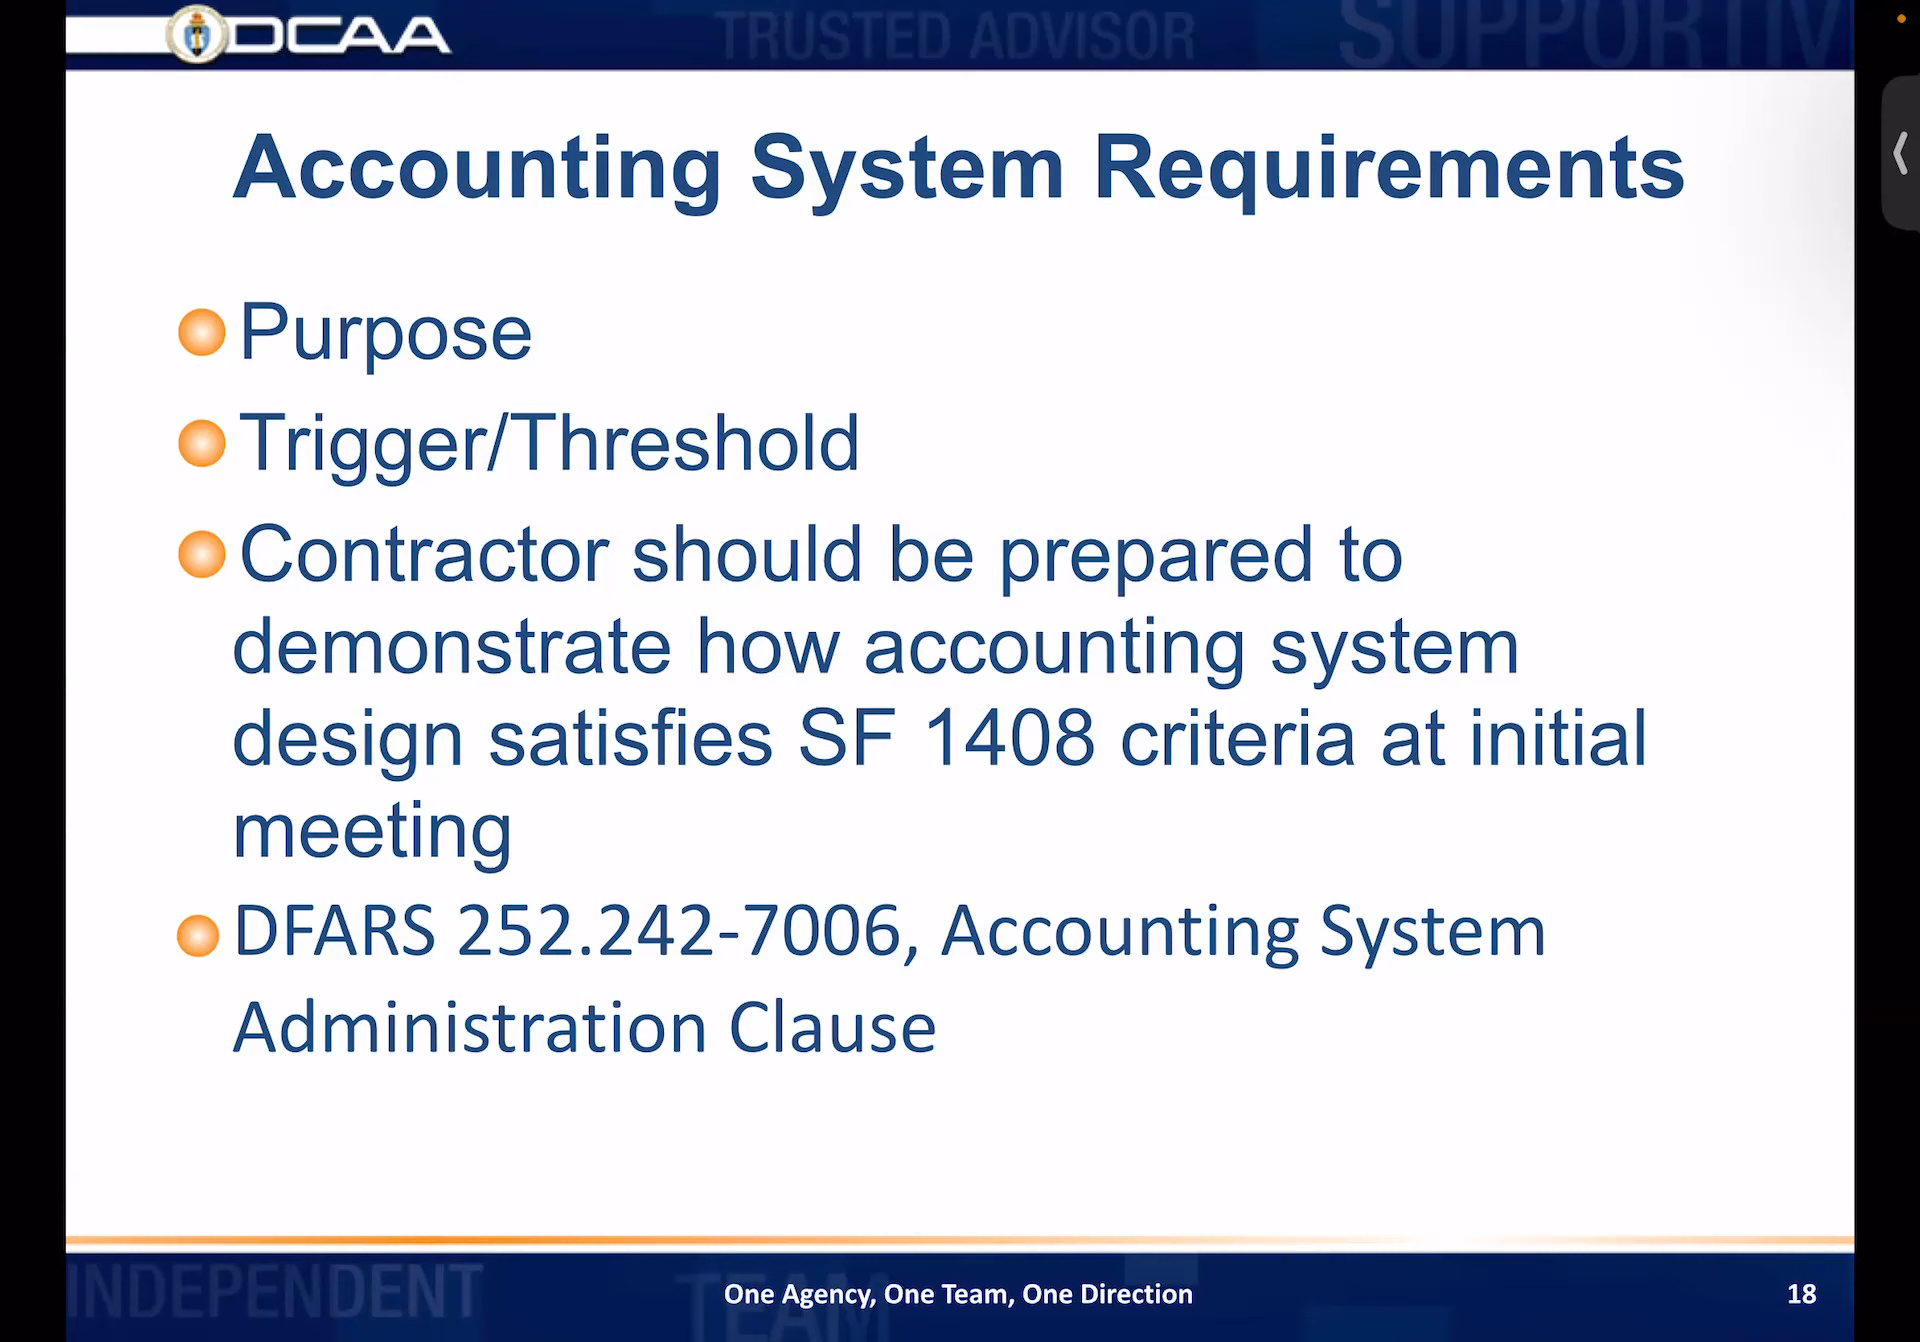 DCAA
TRUSTED ADVISOR
SUPPORTIV
Accounting System Requirements
Purpose
Trigger/Threshold
Contractor should be prepared to
demonstrate how accounting system
design satisfies SF 1408 criteria at initial
meeting
DFARS 252.242-7006, Accounting System
Administration Clause
INDEPENDENT
TEAM
One Agency, One Team, One Direction
18